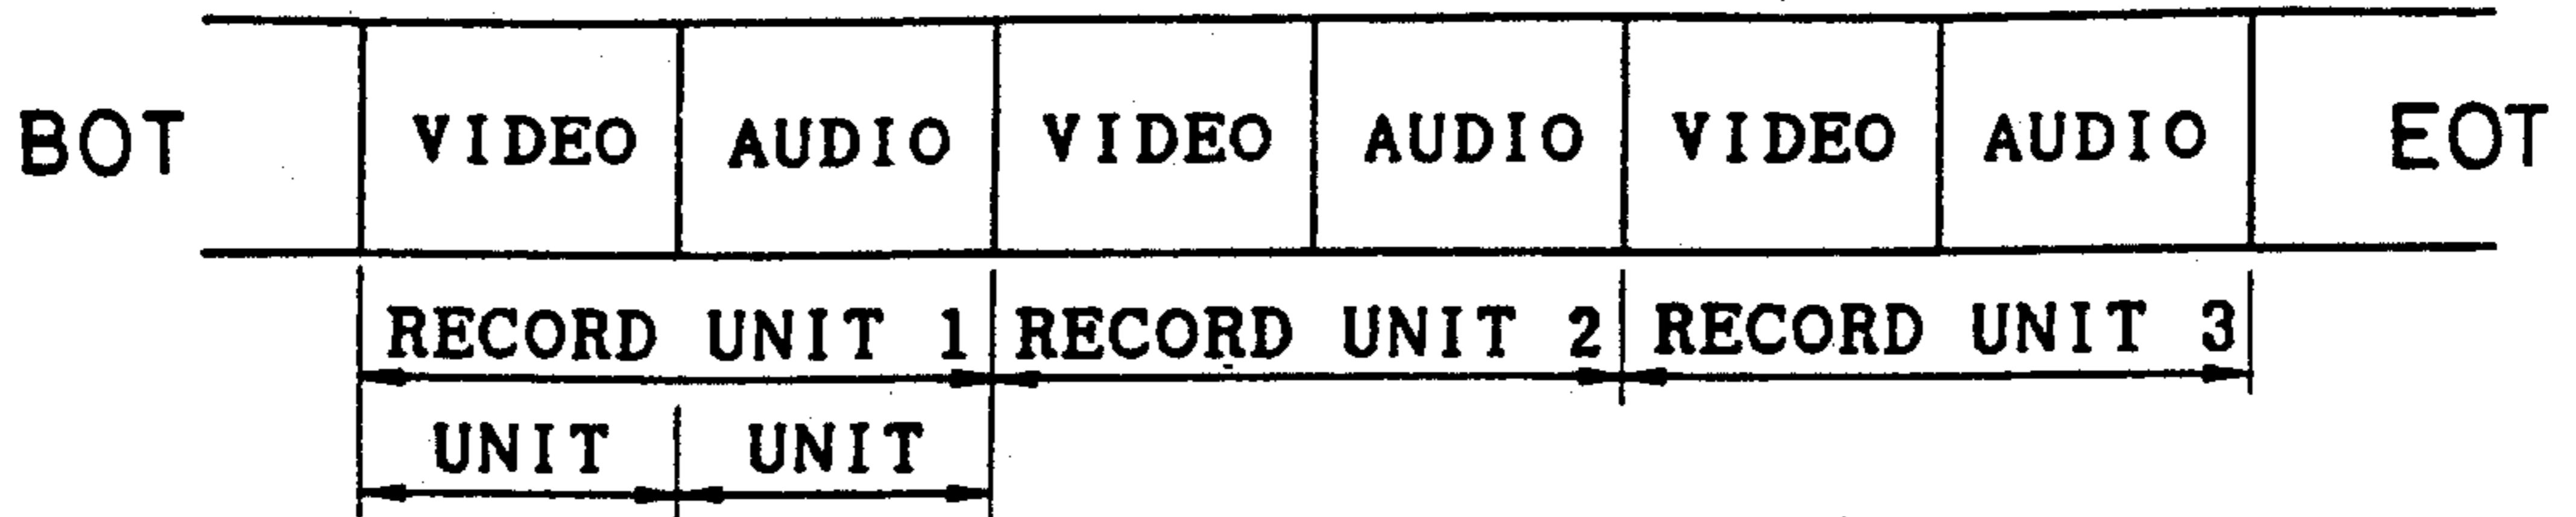 BOT VIDEO AUDIO VIDEO AUDIO VIDEO AUDIO EOT
RECORD UNIT 1 RECORD UNIT 2 RECORD UNIT 3
UNIT UNIT